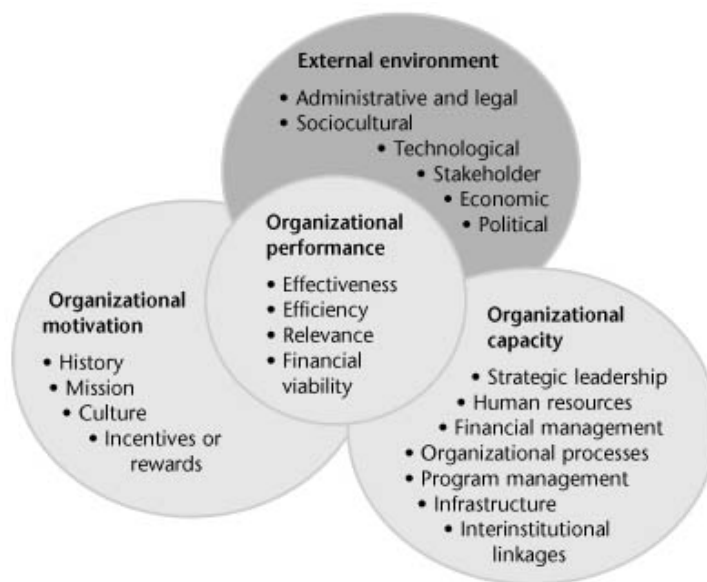 External environment
• Administrative and legal
• Sociocultural
• Technological
• Stakeholder
• Economic
• Political
Organizational
performance
• Effectiveness
• Efficiency
• Relevance
• Financial
viability
Organizational
motivation
• History
• Mission
• Culture
• Incentives or
rewards
Organizational
capacity
• Strategic leadership
• Human resources
• Financial management
• Organizational processes
• Program management
• Infrastructure
• Interinstitutional
linkages